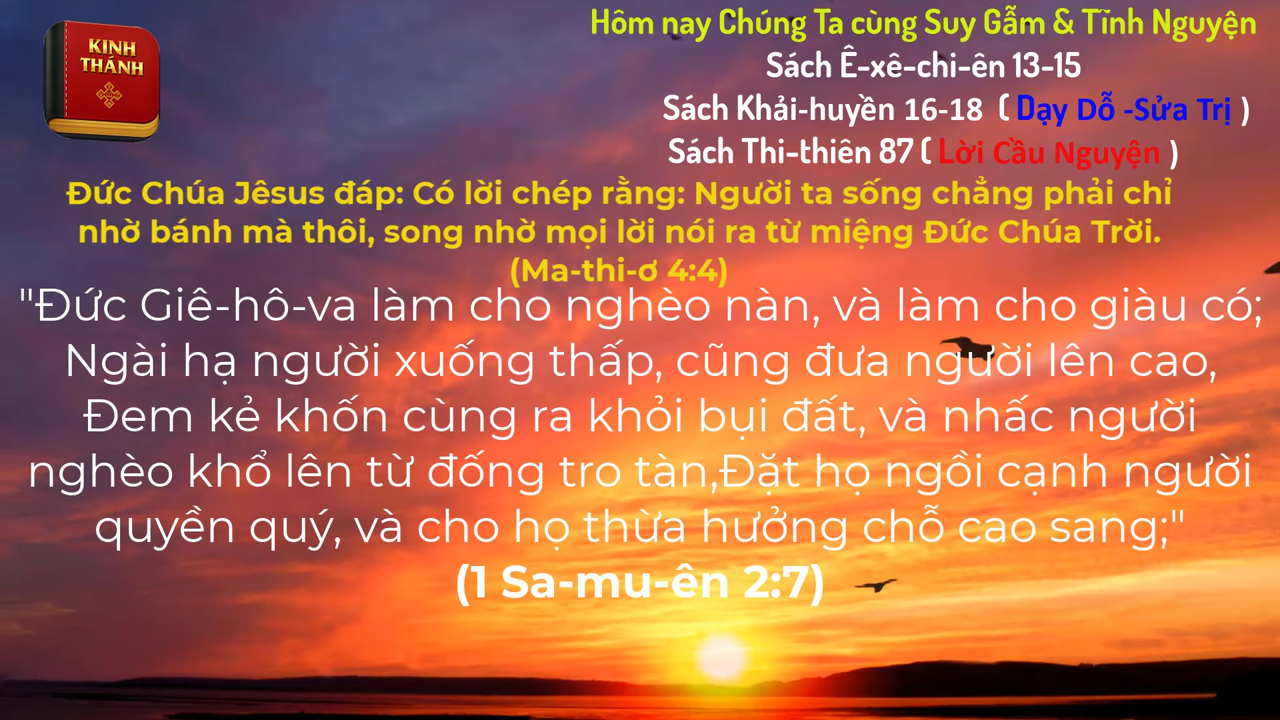 KINH
THÁNH
Hôm nay Chúng Ta cùng Suy Gẫm & Tĩnh Nguyện
Sách Ê-xê-chi-ên 13-15
Sách Khải-huyền 16-18 ( Dạy Dỗ -Sửa Trị )
Sách Thi-thiên 87 ( Lời Cầu Nguyện )
Đức Chúa Jêsus đáp: Có lời chép rằng: Người ta sống chẳng phải chỉ
nhờ bánh mà thôi, song nhờ mọi lời nói ra từ miệng Đức Chúa Trời.
(Ma-thi-ơ 4:4)
"Đức Giê-hô-va làm cho nghèo nàn, và làm cho giàu có;
Ngài hạ người xuống thấp, cũng đưa người lên cao,
Đem kẻ khốn cùng ra khỏi bụi đất, và nhấc người
nghèo khổ lên từ đống tro tàn,Đặt họ ngồi cạnh người
quyền quý, và cho họ thừa hưởng chỗ cao sang;"
(1 Sa-mu-ên 2:7)